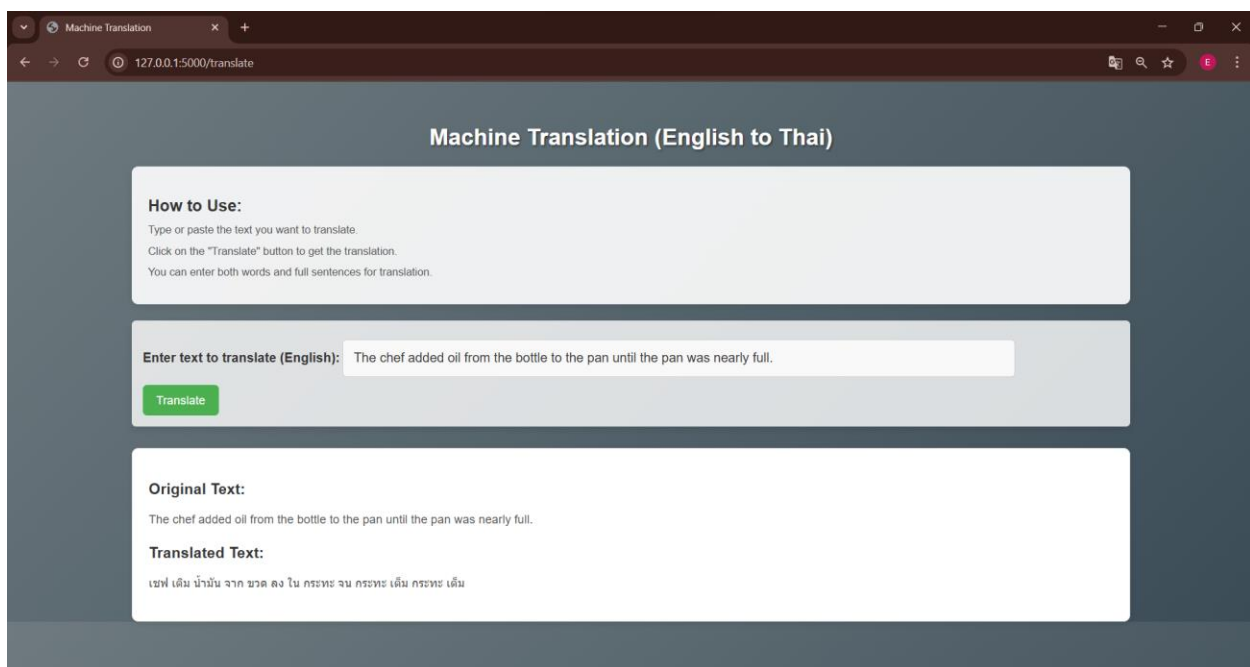 Machine Translation
127.0.0.1:5000/translate
E
Machine Translation (English to Thai)
How to Use:
Type or paste the text you want to translate.
Click on the "Translate" button to get the translation.
You can enter both words and full sentences for translation.
Enter text to translate (English): The chef added oil from the bottle to the pan until the pan was nearly full.
Translate
Original Text:
The chef added oil from the bottle to the pan until the pan was nearly full.
Translated Text:
เชฟ เติม น้ำมัน จาก ขวด ลง ใน กระทะ จน กระทะ เต็ม กระทะ เต็ม